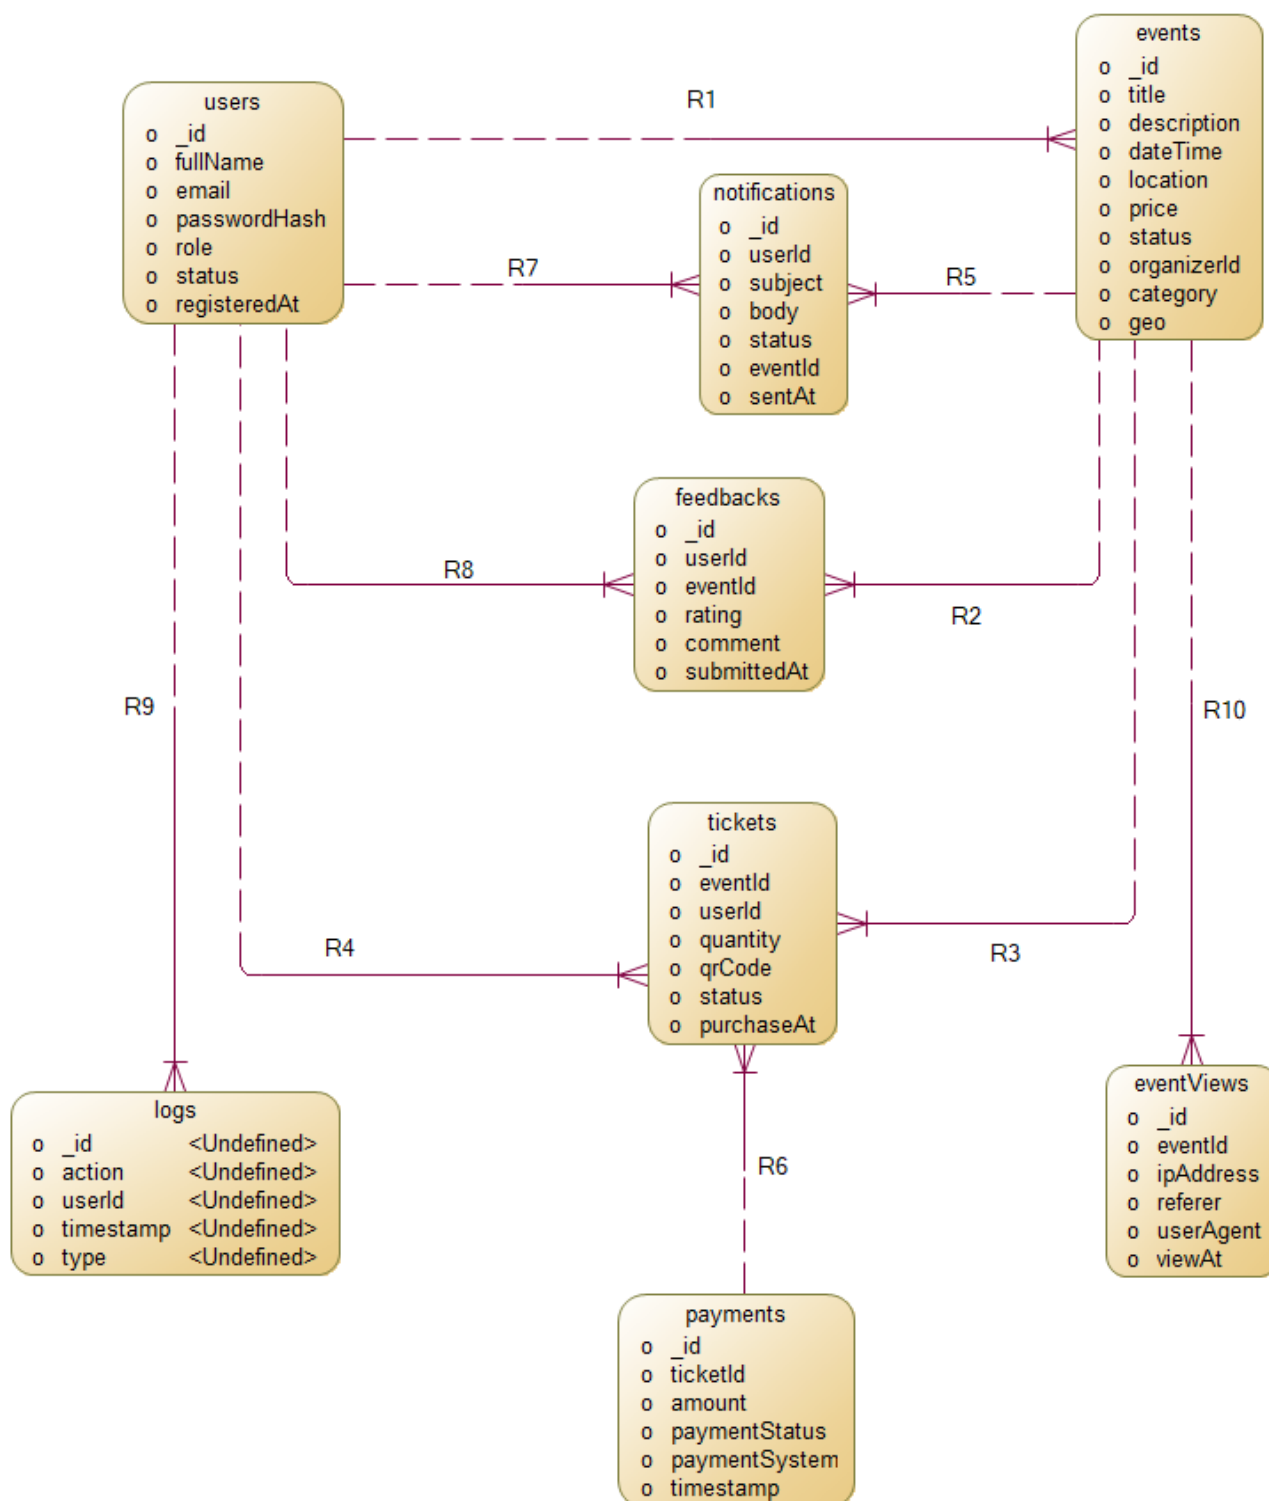 events
o _id
o title
o description
o dateTime
o location
o price
o status
o organizerId
o category
o geo
users
o _id
o fullName
o email
o passwordHash
o role
o status
o registeredAt
R1
notifications
o _id
o userId
o subject
o body
o status
o eventId
o sentAt
R7
R5
feedbacks
o _id
o userId
o eventId
o rating
o comment
o submittedAt
R8
R2
R9
R10
tickets
o _id
o eventId
o userId
o quantity
o qrCode
o status
o purchaseAt
R4
R3
logs
o _id <Undefined>
o action <Undefined>
o userId <Undefined>
o timestamp <Undefined>
o type <Undefined>
R6
eventViews
o _id
o eventId
o ipAddress
o referer
o userAgent
o viewAt
payments
o _id
o ticketId
o amount
o paymentStatus
o paymentSystem
o timestamp